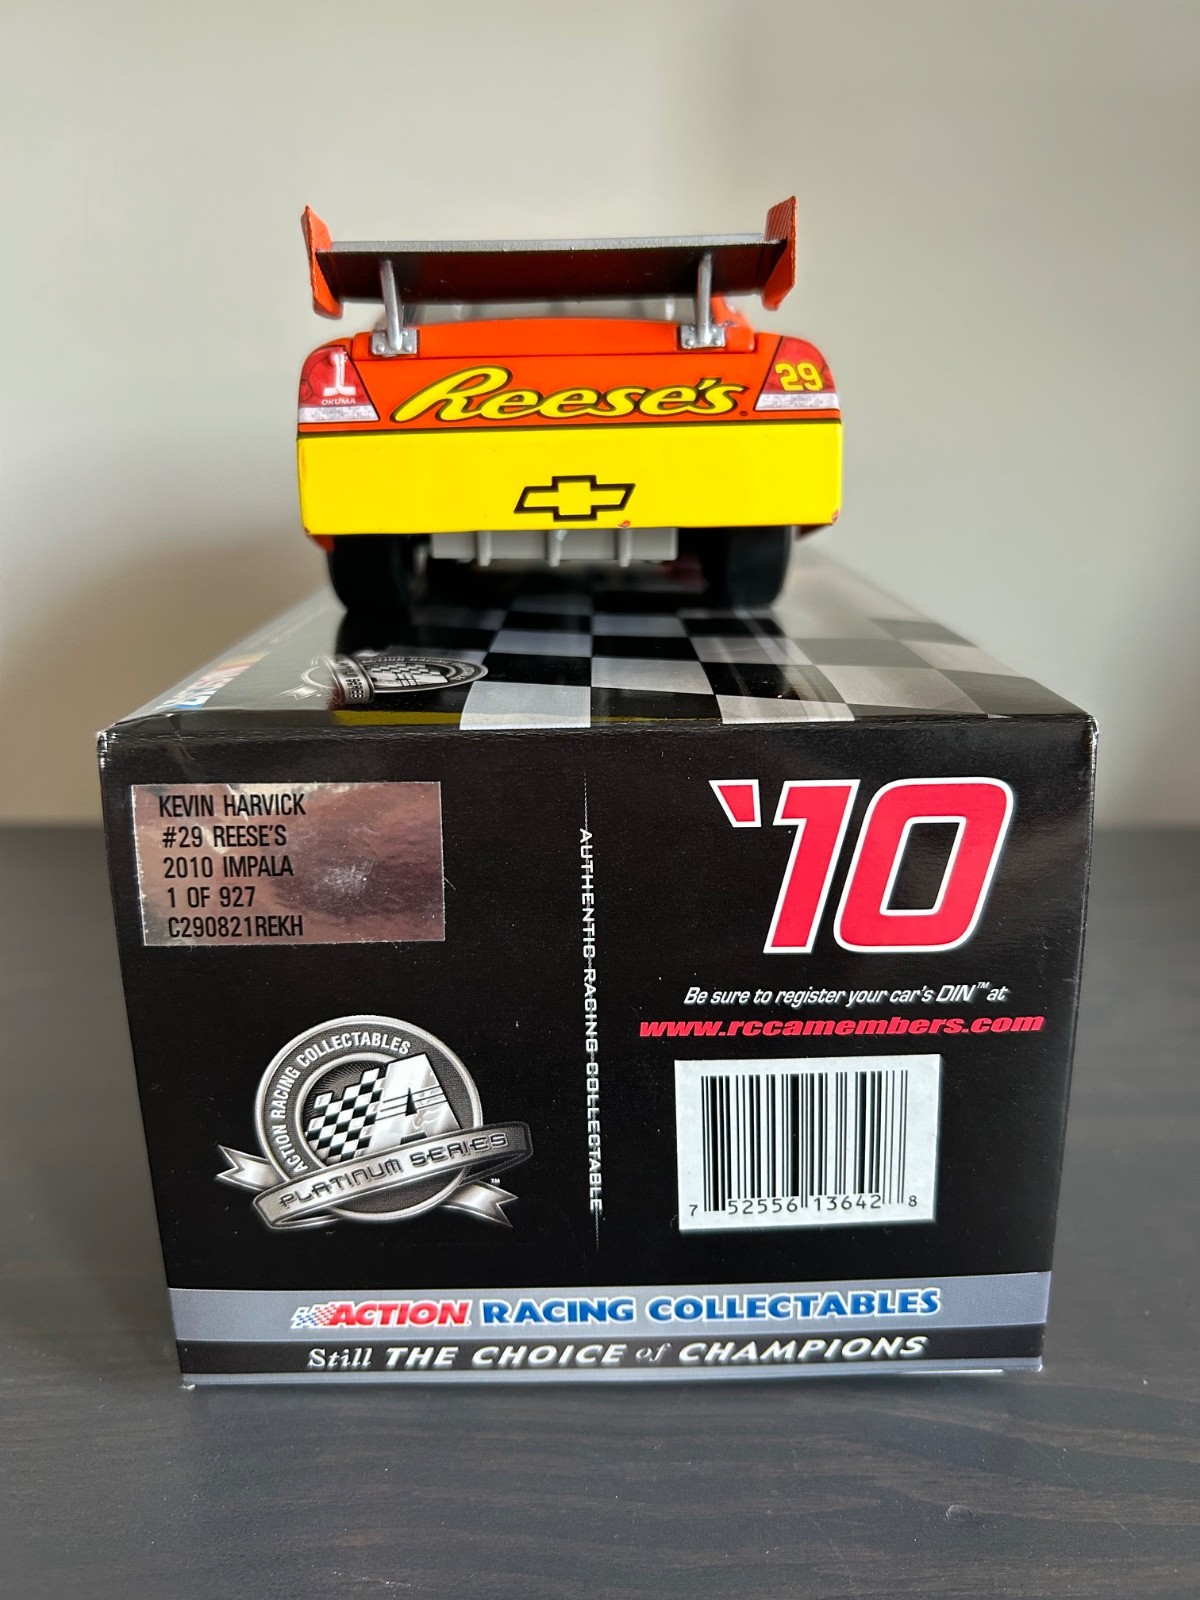 OKUMA
Reese's
29
KEVIN HARVICK
#29 REESE'S
2010 IMPALA
1 OF 927
C290821REKH
AUTHENTIC RACING COLLECTABLE
'10
Be sure to register your car's DIN™ at
www.rccamembers.com
ACTION RACING COLLECTABLES
A
PLATINUM SERIES™
7 52556 13642 8
ACTION RACING COLLECTABLES
Still THE CHOICE of CHAMPIONS